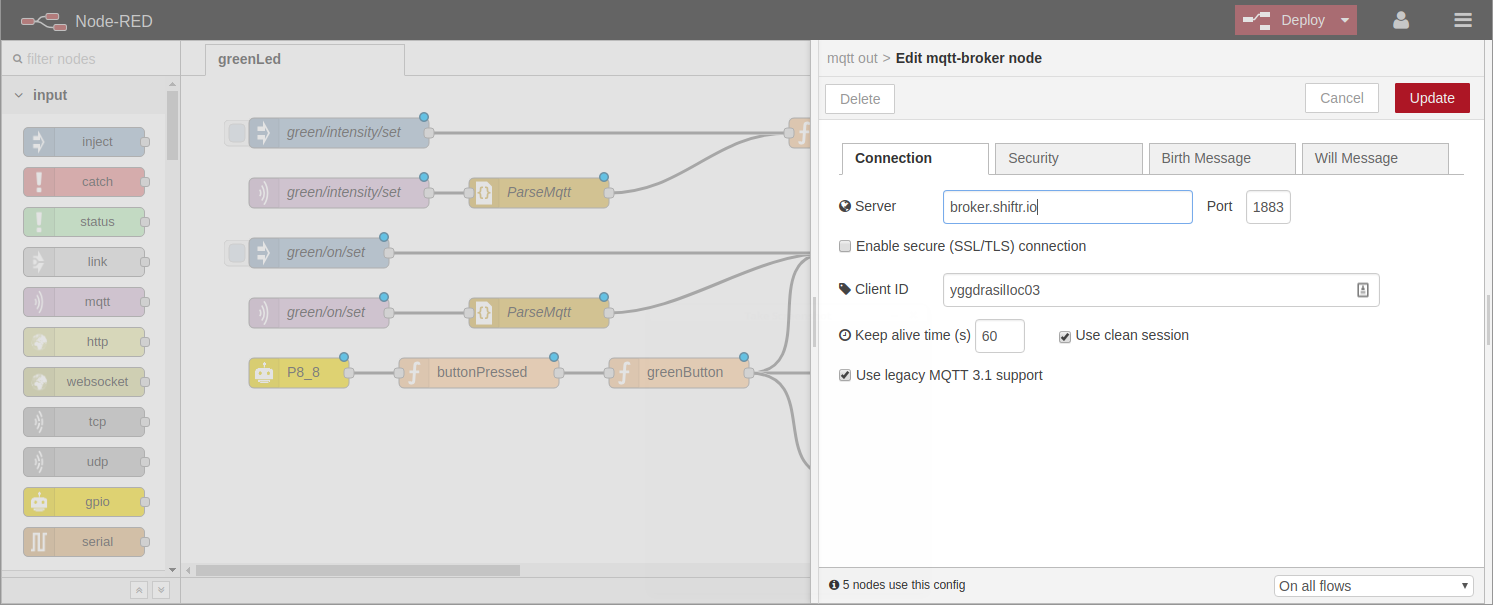 Node-RED
Deploy
filter nodes
greenLed
mqtt out > Edit mqtt-broker node
Delete
Cancel
Update
input
inject
catch
status
link
mqtt
http
websocket
tcp
udp
gpio
serial
green/intensity/set
green/intensity/set
ParseMqtt
green/on/set
green/on/set
ParseMqtt
P8_8
buttonPressed
greenButton
Connection
Security
Birth Message
Will Message
Server
broker.shiftr.io
Port
1883
Enable secure (SSL/TLS) connection
Client ID
yggdrasilloc03
Keep alive time (s)
60
Use clean session
Use legacy MQTT 3.1 support
5 nodes use this config
On all flows